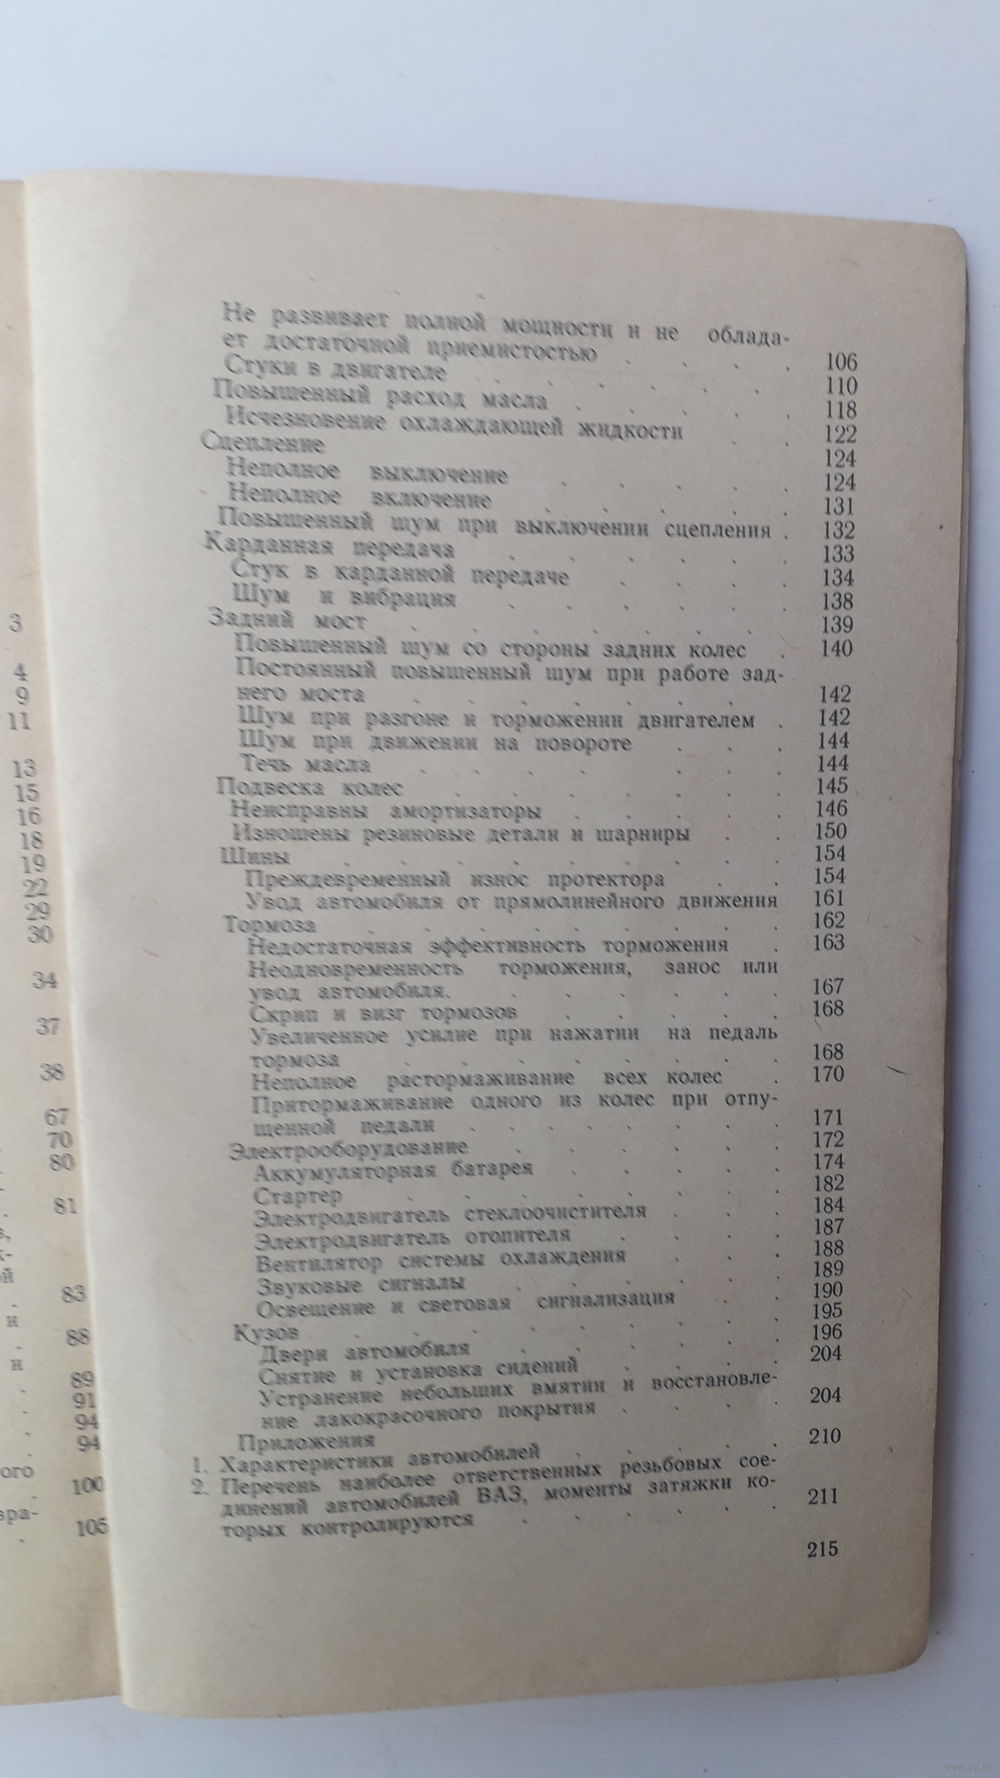 3
4
9
11
13
15
16
18
19
22
29
30
34
37
38
67
70
80
81
83
и
88
и
89
91
94
94
100
105
Не развивает полной мощности и не облада-
ет достаточной приемистостью . . . . 106
Стуки в двигателе . . . . . . 110
Повышенный расход масла . . . . . 118
Исчезновение охлаждающей жидкости . . 122
Сцепление 124
Неполное выключение . . . . . 124
Неполное включение . . . . . 131
Повышенный шум при выключении сцепления . 132
Карданная передача . . . . . 133
Стук в карданной передаче . . . . 134
Шум и вибрация . . . . . . 138
Задний мост . . . . . . . 139
Повышенный шум со стороны задних колес . 140
Постоянный повышенный шум при работе зад-
него моста . . . . . . 142
Шум при разгоне и торможении двигателем . 142
Шум при движении на повороте . . . 144
Течь масла . . . . . . 144
Подвеска колес . . . . . . 145
Неисправны амортизаторы . . . . . 146
Изношены резиновые детали и шарниры . . 150
Шины . . . . . . . . 154
Преждевременный износ протектора . . 154
Увод автомобиля от прямолинейного движения 161
Тормоза . . . . . . . . 162
Недостаточная эффективность торможения . 163
Неодновременность торможения, занос или
увод автомобиля. . . . . . . 167
Скрип и визг тормозов . . . . . 168
Увеличенное усилие при нажатии на педаль
тормоза . . . . . . . 168
Неполное растормаживание всех колес . 170
Притормаживание одного из колес при отпу-
щенной педали . . . . . . 171
Электрооборудование . . . . . 172
Аккумуляторная батарея . . . . 174
Стартер . . . . . . . 182
Электродвигатель стеклоочистителя . . . 184
Электродвигатель отопителя . . . . 187
Вентилятор системы охлаждения . . . 188
Звуковые сигналы . . . . . 189
Освещение и световая сигнализация . . 190
Кузов . . . . . . . . 195
Двери автомобиля . . . . . . 196
Снятие и установка сидений . . . . 204
Устранение небольших вмятин и восстановле-
ние лакокрасочного покрытия . . . . 204
Приложения
1. Характеристики автомобилей . . . . . 210
2. Перечень наиболее ответственных резьбовых сое-
динений автомобилей ВАЗ, моменты затяжки ко-
торых контролируются . . . . . . 211
215
www.ay.by